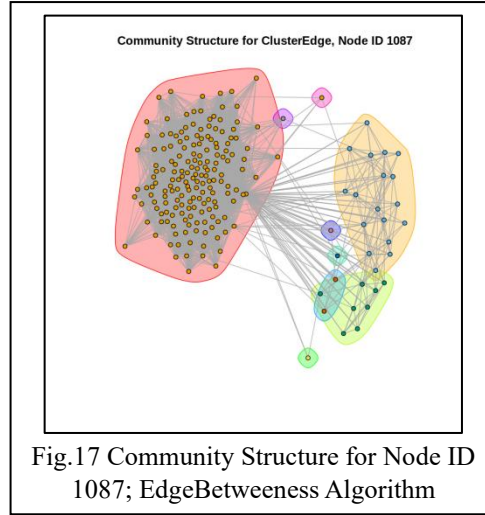 Community Structure for ClusterEdge, Node ID 1087
Fig.17 Community Structure for Node ID
1087; EdgeBetweeness Algorithm